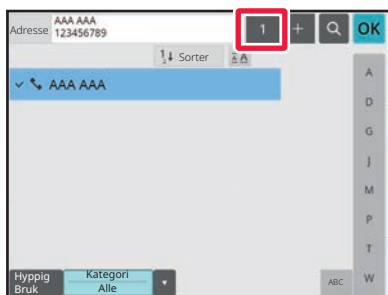 Adresse
AAA AAA
123456789
1
+
OK
Sorter
AAA AAA
A
D
G
J
M
P
T
W
Hyppig
Bruk
Kategori
Alle
ABC